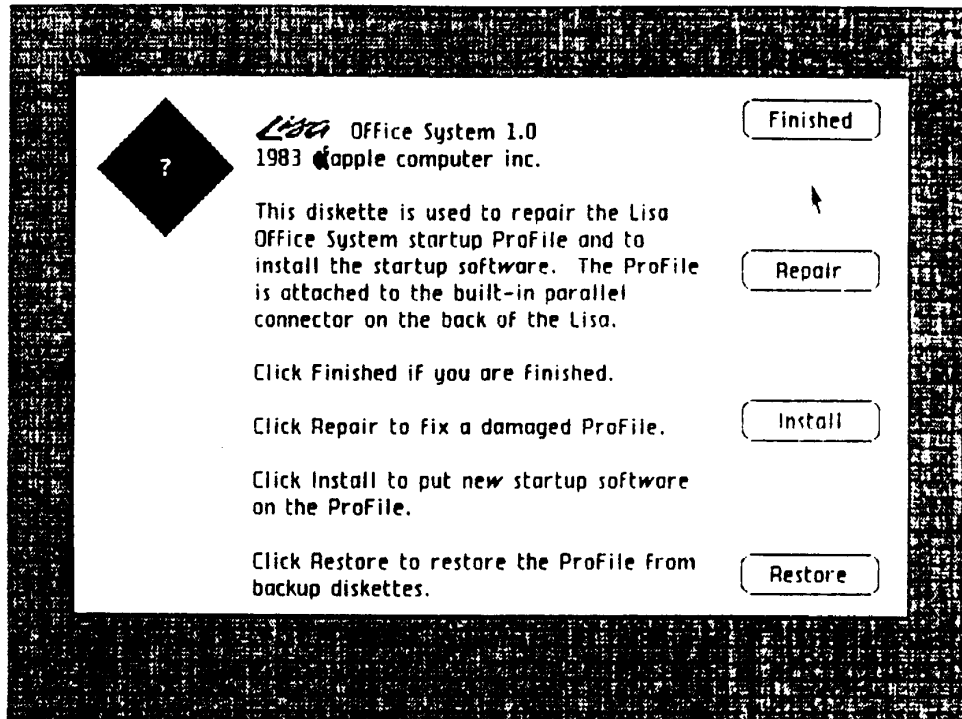 ?
Lisa Office System 1.0
1983 apple computer inc.
This diskette is used to repair the Lisa
Office System startup ProFile and to
install the startup software. The ProFile
is attached to the built-in parallel
connector on the back of the Lisa.
Click Finished if you are finished.
Click Repair to fix a damaged ProFile.
Click Install to put new startup software
on the ProFile.
Click Restore to restore the ProFile from
backup diskettes.
Finished
Repair
Install
Restore